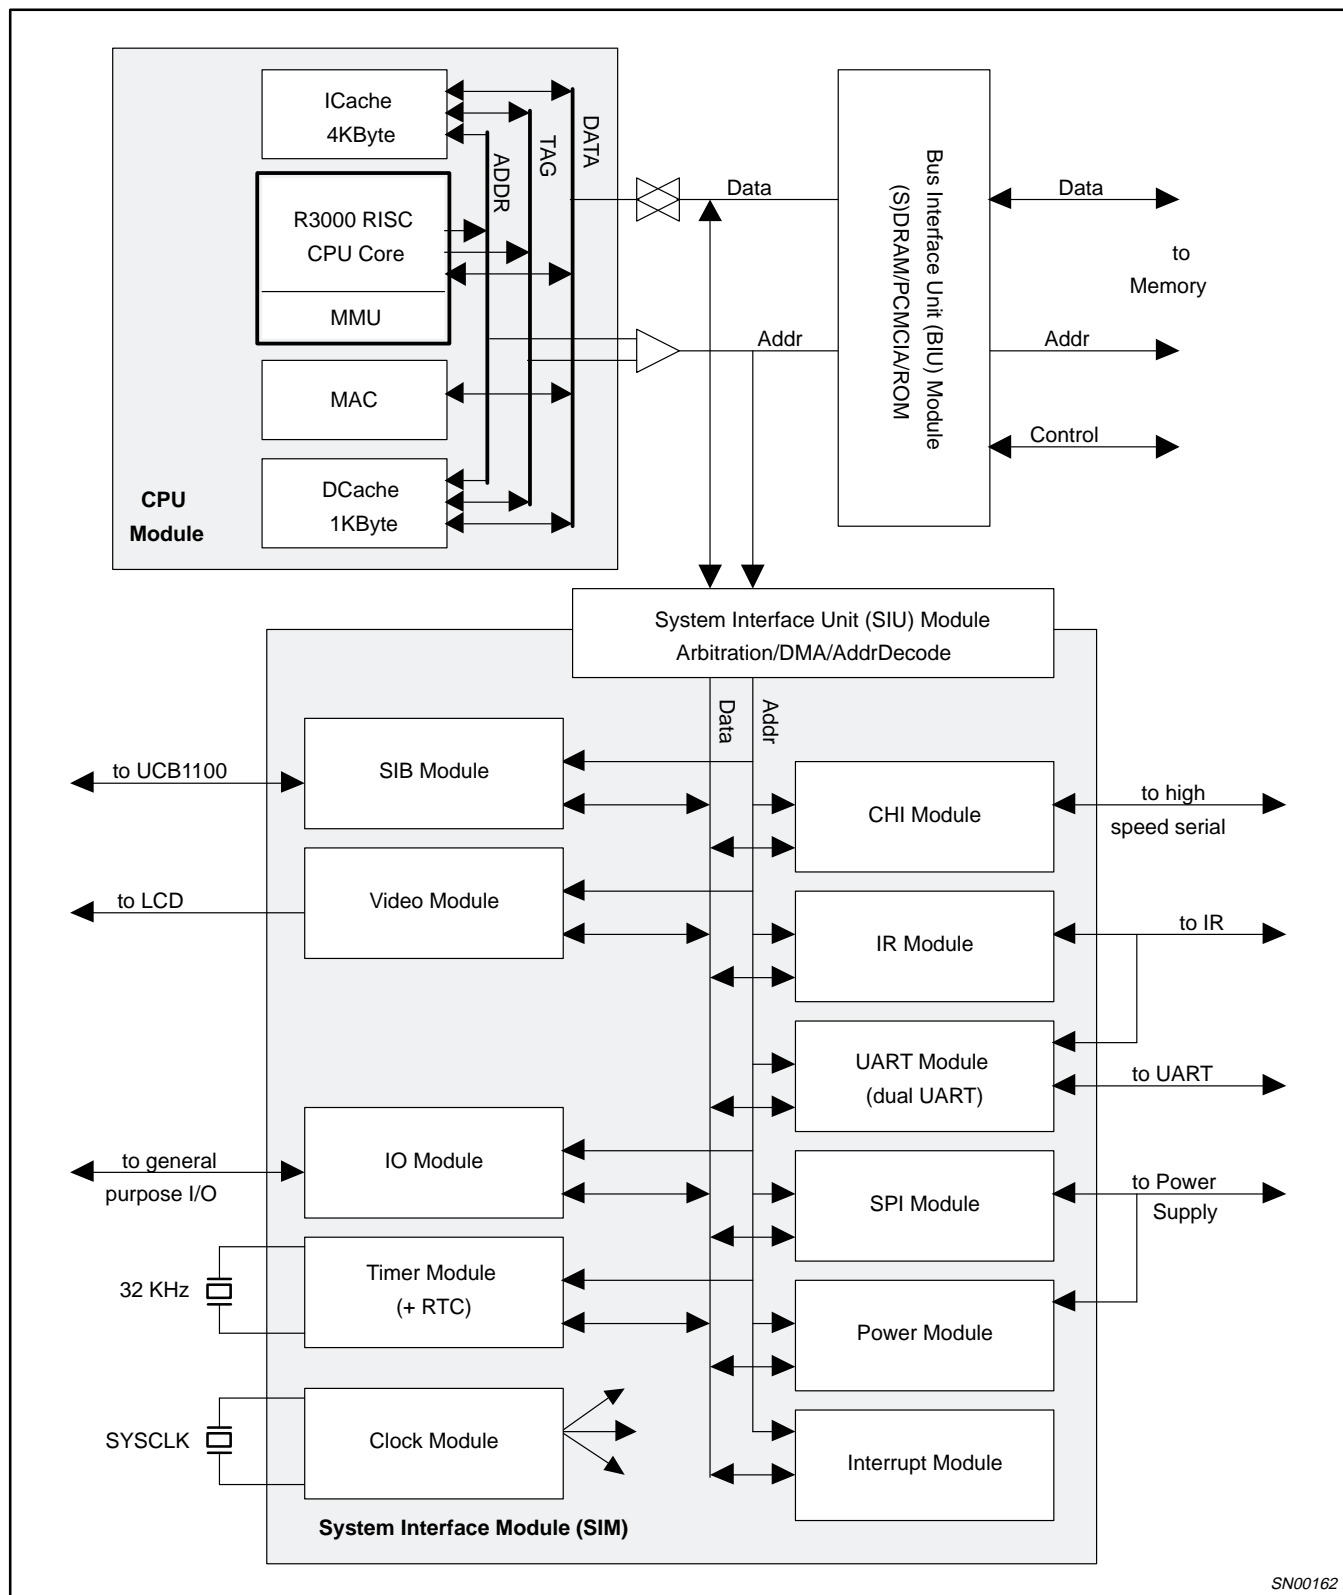 ICache
4KByte
R3000 RISC
CPU Core
MMU
MAC
DCache
1KByte
CPU
Module
ADDR
TAG
DATA
Data
Addr
Bus Interface Unit (BIU) Module
(S)DRAM/PCMCIA/ROM
Data
to
Memory
Addr
Control
System Interface Unit (SIU) Module
Arbitration/DMA/AddrDecode
Data
Addr
to UCB1100
SIB Module
CHI Module
to high
speed serial
to LCD
Video Module
IR Module
to IR
UART Module
(dual UART)
to UART
to general
purpose I/O
IO Module
SPI Module
to Power
Supply
32 KHz
Timer Module
(+ RTC)
Power Module
SYSCLK
Clock Module
Interrupt Module
System Interface Module (SIM)
SN00162